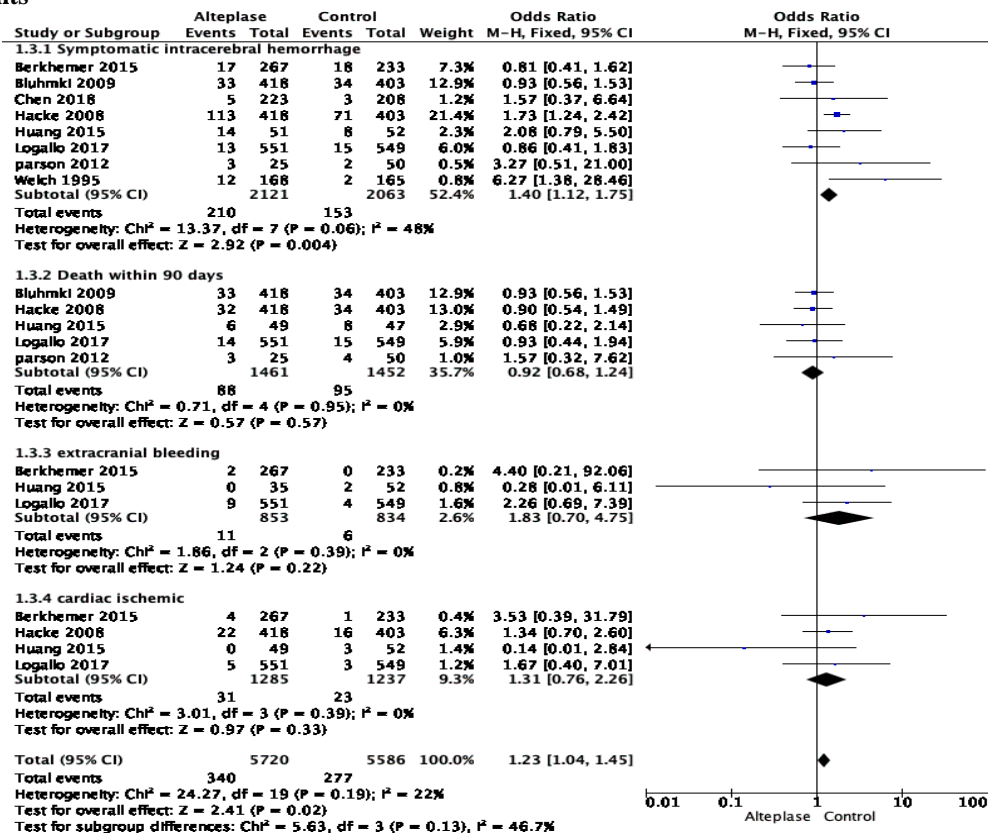 nts
Alteplase Control Odds Ratio Odds Ratio
Study or Subgroup Events Total Events Total Weight M-H, Fixed, 95% CI M-H, Fixed, 95% CI
1.3.1 Symptomatic intracerebral hemorrhage
Berkhemer 2015 17 267 18 233 7.3% 0.81 [0.41, 1.62]
Bluhmki 2009 33 418 34 403 12.9% 0.93 [0.56, 1.53]
Chen 2018 5 223 3 208 1.2% 1.57 [0.37, 6.64]
Hacke 2008 113 418 71 403 21.4% 1.73 [1.24, 2.42]
Huang 2015 14 51 8 52 2.3% 2.08 [0.79, 5.50]
Logallo 2017 13 551 15 549 6.0% 0.86 [0.41, 1.83]
parson 2012 3 25 2 50 0.5% 3.27 [0.51, 21.00]
Welch 1995 12 168 2 165 0.8% 6.27 [1.38, 28.46]
Subtotal (95% CI) 2121 2063 52.4% 1.40 [1.12, 1.75]
Total events 210 153
Heterogeneity: Chi² = 13.37, df = 7 (P = 0.06); I² = 48%
Test for overall effect: Z = 2.92 (P = 0.004)
1.3.2 Death within 90 days
Bluhmki 2009 33 418 34 403 12.9% 0.93 [0.56, 1.53]
Hacke 2008 32 418 34 403 13.0% 0.90 [0.54, 1.49]
Huang 2015 6 49 8 47 2.9% 0.68 [0.22, 2.14]
Logallo 2017 14 551 15 549 5.9% 0.93 [0.44, 1.94]
parson 2012 3 25 4 50 1.0% 1.57 [0.32, 7.62]
Subtotal (95% CI) 1461 1452 35.7% 0.92 [0.68, 1.24]
Total events 88 95
Heterogeneity: Chi² = 0.71, df = 4 (P = 0.95); I² = 0%
Test for overall effect: Z = 0.57 (P = 0.57)
1.3.3 extracranial bleeding
Berkhemer 2015 2 267 0 233 0.2% 4.40 [0.21, 92.06]
Huang 2015 0 35 2 52 0.8% 0.28 [0.01, 6.11]
Logallo 2017 9 551 4 549 1.6% 2.26 [0.69, 7.39]
Subtotal (95% CI) 853 834 2.6% 1.83 [0.70, 4.75]
Total events 11 6
Heterogeneity: Chi² = 1.86, df = 2 (P = 0.39); I² = 0%
Test for overall effect: Z = 1.24 (P = 0.22)
1.3.4 cardiac ischemic
Berkhemer 2015 4 267 1 233 0.4% 3.53 [0.39, 31.79]
Hacke 2008 22 418 16 403 6.3% 1.34 [0.70, 2.60]
Huang 2015 0 49 3 52 1.4% 0.14 [0.01, 2.84]
Logallo 2017 5 551 3 549 1.2% 1.67 [0.40, 7.01]
Subtotal (95% CI) 1285 1237 9.3% 1.31 [0.76, 2.26]
Total events 31 23
Heterogeneity: Chi² = 3.01, df = 3 (P = 0.39); I² = 0%
Test for overall effect: Z = 0.97 (P = 0.33)
Total (95% CI) 5720 5586 100.0% 1.23 [1.04, 1.45]
Total events 340 277
Heterogeneity: Chi² = 24.27, df = 19 (P = 0.19); I² = 22%
Test for overall effect: Z = 2.41 (P = 0.02)
Test for subgroup differences: Chi² = 5.63, df = 3 (P = 0.13), I² = 46.7%
0.01 0.1 1 10 100
Alteplase Control